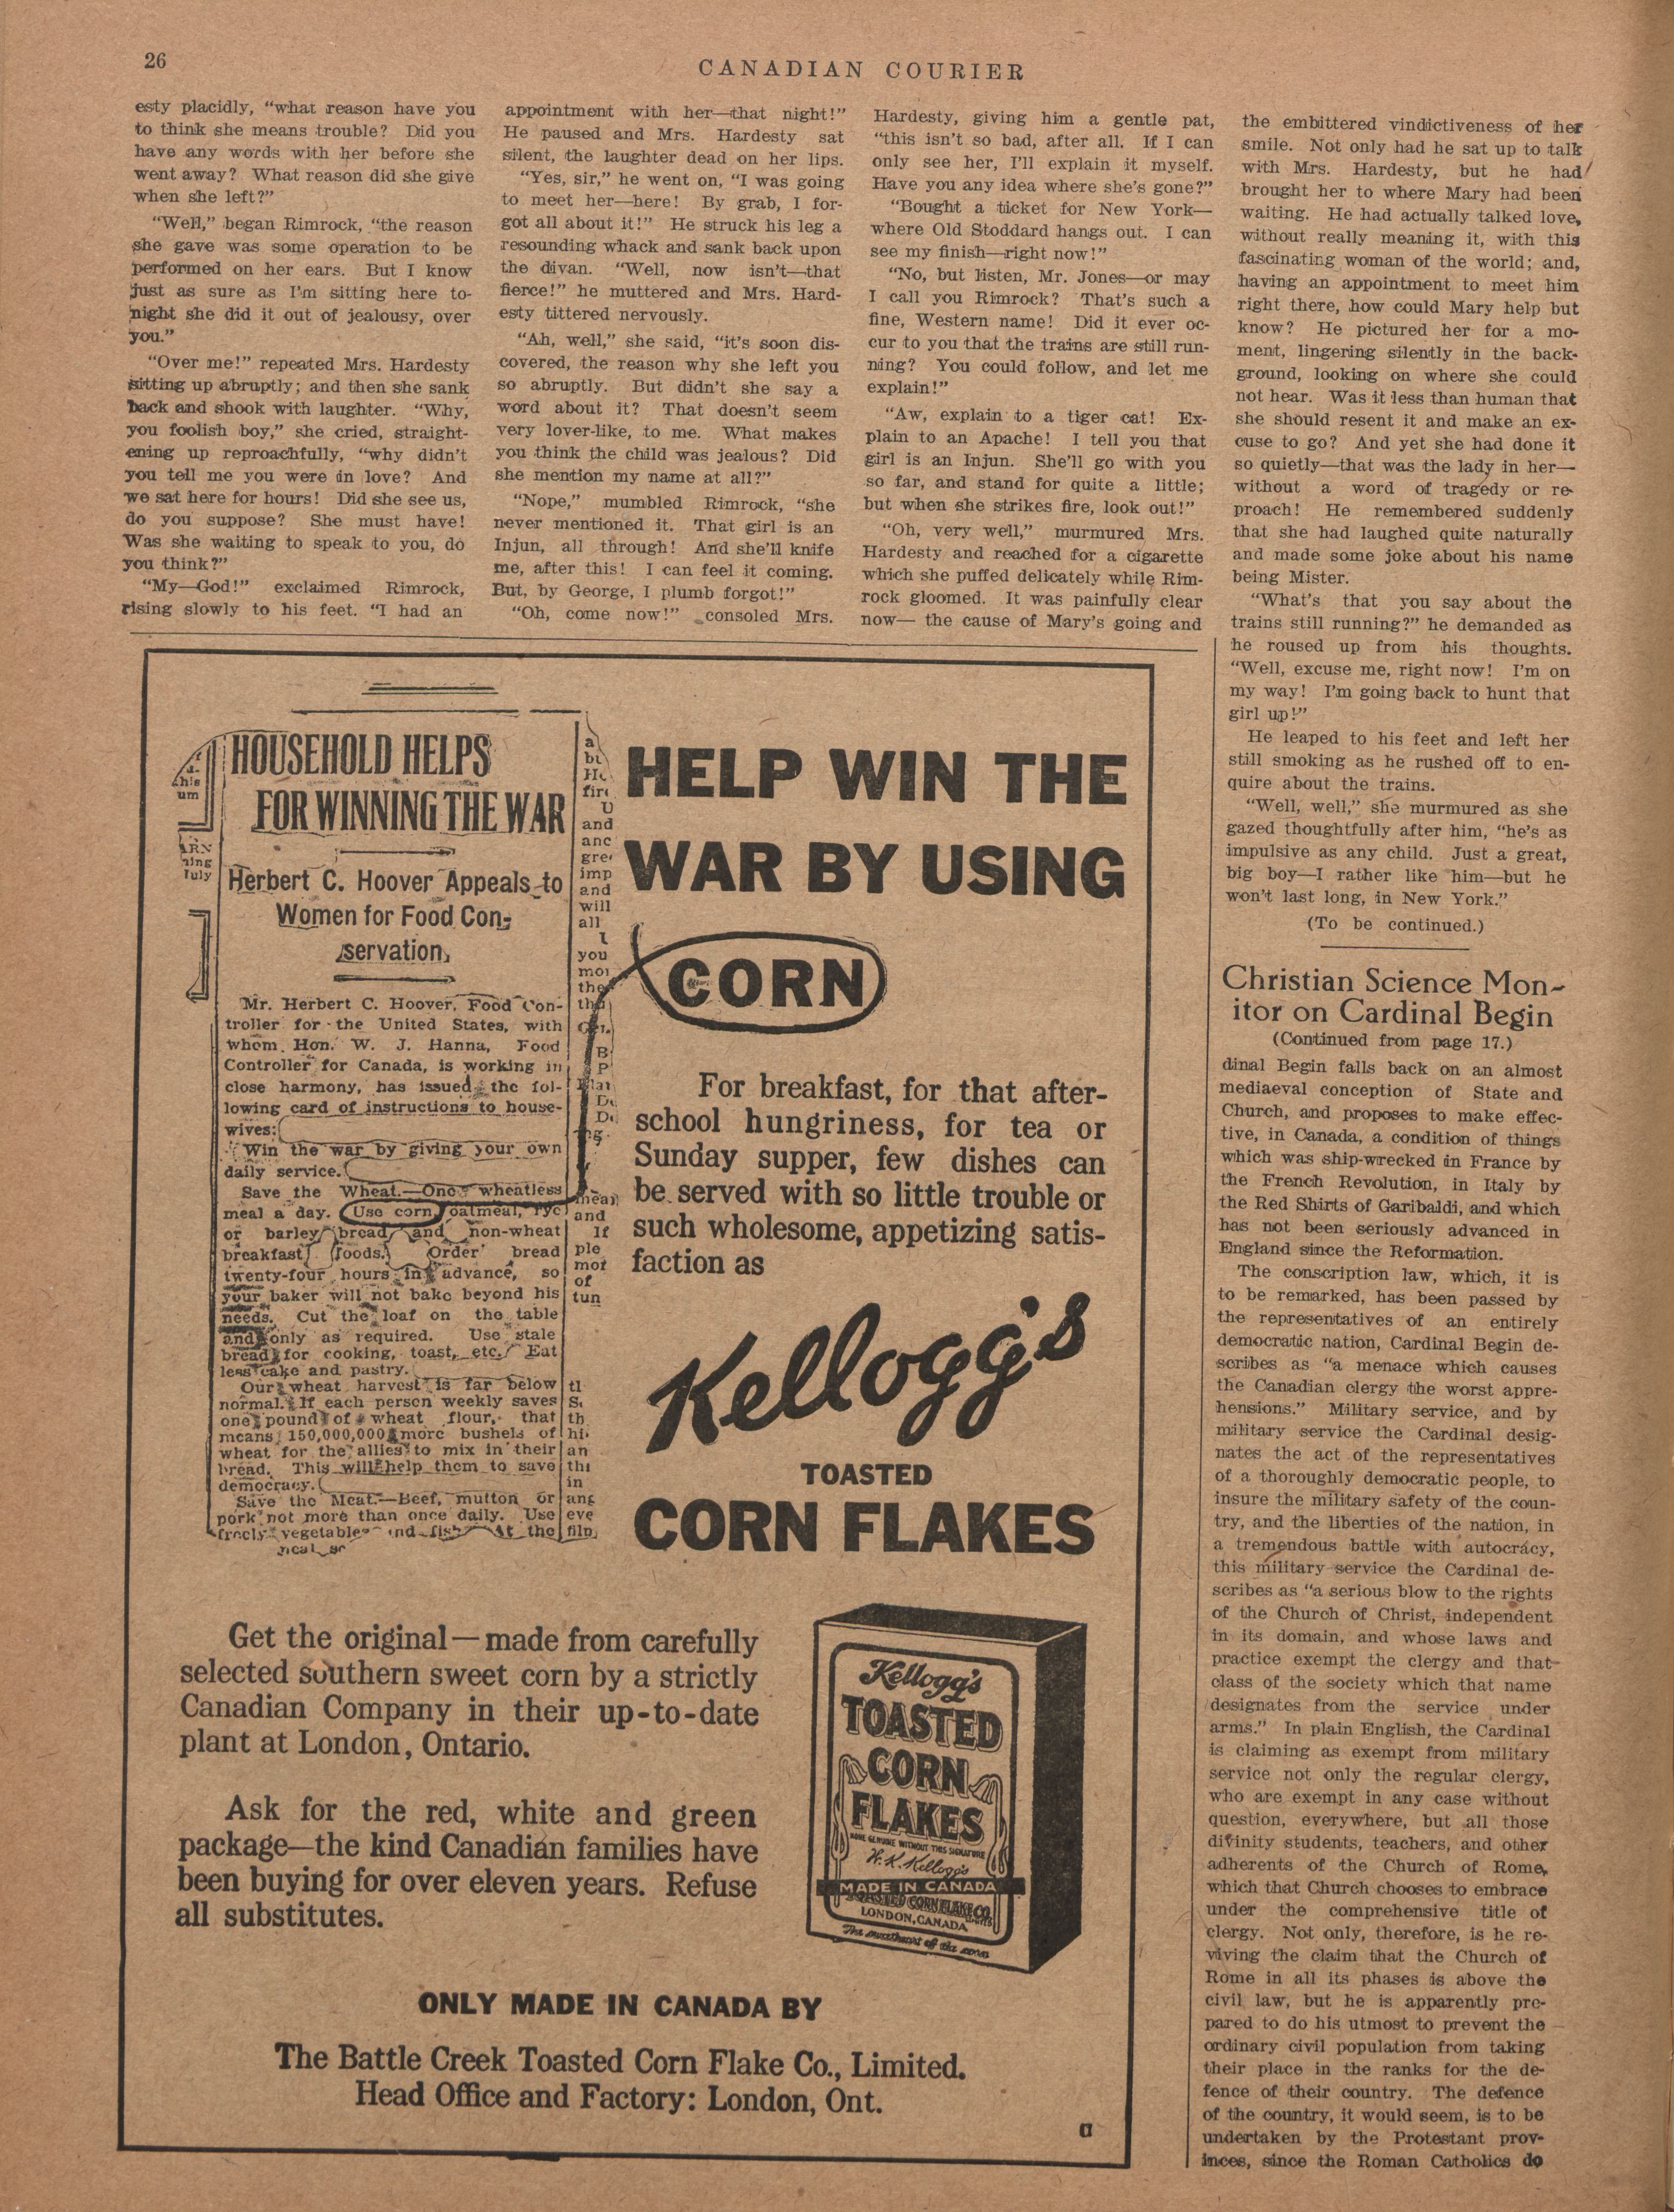 26
CANADIAN COURIER
esty placidly, “what reason have you
to think she means trouble? Did you
have any words with her before she
went away? What reason did she give
when she left?”
“Well,” began Rimrock, “the reason
she gave was some operation to be
performed on her ears. But I know
just as sure as I’m sitting here to-
night she did it out of jealousy, over
you.”
“Over me!” repeated Mrs. Hardesty
sitting up abruptly; and then she sank
back and shook with laughter. “Why,
you foolish boy,” she cried, straight-
ening up reproachfully, “why didn’t
you tell me you were in love? And
we sat here for hours! Did she see us,
do you suppose? She must have!
Was she waiting to speak to you, do
you think?”
“My—God!” exclaimed Rimrock,
rising slowly to his feet. “I had an
appointment with her—that night!”
He paused and Mrs. Hardesty sat
silent, the laughter dead on her lips.
“Yes, sir,” he went on, “I was going
to meet her—here! By grab, I for-
got all about it!” He struck his leg a
resounding whack and sank back upon
the divan. “Well, now isn’t—that
fierce!” he muttered and Mrs. Hard-
esty tittered nervously.
“Ah, well,” she said, “it’s soon dis-
covered, the reason why she left you
so abruptly. But didn’t she say a
word about it? That doesn’t seem
very lover-like, to me. What makes
you think the child was jealous? Did
she mention my name at all?”
“Nope,” mumbled Rimrock, “she
never mentioned it. That girl is an
Injun, all through! And she’ll knife
me, after this! I can feel it coming.
But, by George, I plumb forgot!”
“Oh, come now!” consoled Mrs.
Hardesty, giving him a gentle pat,
“this isn’t so bad, after all. If I can
only see her, I’ll explain it myself.
Have you any idea where she’s gone?”
“Bought a ticket for New York—
where Old Stoddard hangs out. I can
see my finish—right now!”
“No, but listen, Mr. Jones—or may
I call you Rimrock? That’s such a
fine, Western name! Did it ever oc-
cur to you that the trains are still run-
ning? You could follow, and let me
explain!”
“Aw, explain to a tiger cat! Ex-
plain to an Apache! I tell you that
girl is an Injun. She’ll go with you
so far, and stand for quite a little;
but when she strikes fire, look out!”
“Oh, very well,” murmured Mrs.
Hardesty and reached for a cigarette
which she puffed delicately while Rim-
rock gloomed. It was painfully clear
now— the cause of Mary’s going and
the embittered vindictiveness of her
smile. Not only had he sat up to talk
with Mrs. Hardesty, but he had
brought her to where Mary had been
waiting. He had actually talked love,
without really meaning it, with this
fascinating woman of the world; and,
having an appointment to meet him
right there, how could Mary help but
know? He pictured her for a mo-
ment, lingering silently in the back-
ground, looking on where she could
not hear. Was it less than human that
she should resent it and make an ex-
cuse to go? And yet she had done it
so quietly—that was the lady in her—
without a word of tragedy or re-
proach! He remembered suddenly
that she had laughed quite naturally
and made some joke about his name
being Mister.
“What’s that you say about the
trains still running?” he demanded as
he roused up from his thoughts.
“Well, excuse me, right now! I’m on
my way! I’m going back to hunt that
girl up!”
He leaped to his feet and left her
still smoking as he rushed off to en-
quire about the trains.
“Well, well,” she murmured as she
gazed thoughtfully after him, “he’s as
impulsive as any child. Just a great,
big boy—I rather like him—but he
won’t last long, in New York.”
(To be continued.)
Christian Science Mon-
itor on Cardinal Begin
(Continued from page 17.)
dinal Begin falls back on an almost
mediaeval conception of State and
Church, and proposes to make effec-
tive, in Canada, a condition of things
which was ship-wrecked in France by
the French Revolution, in Italy by
the Red Shirts of Garibaldi, and which
has not been seriously advanced in
England since the Reformation.
The conscription law, which, it is
to be remarked, has been passed by
the representatives of an entirely
democratic nation, Cardinal Begin de-
scribes as “a menace which causes
the Canadian clergy the worst appre-
hensions.” Military service, and by
military service the Cardinal desig-
nates the act of the representatives
of a thoroughly democratic people, to
insure the military safety of the coun-
try, and the liberties of the nation, in
a tremendous battle with autocracy,
this military service the Cardinal de-
scribes as “a serious blow to the rights
of the Church of Christ, independent
in its domain, and whose laws and
practice exempt the clergy and that
class of the society which that name
designates from the service under
arms.” In plain English, the Cardinal
is claiming as exempt from military
service not only the regular clergy,
who are exempt in any case without
question, everywhere, but all those
divinity students, teachers, and other
adherents of the Church of Rome,
which that Church chooses to embrace
under the comprehensive title of
clergy. Not only, therefore, is he re-
viving the claim that the Church of
Rome in all its phases is above the
civil law, but he is apparently pre-
pared to do his utmost to prevent the
ordinary civil population from taking
their place in the ranks for the de-
fence of their country. The defence
of the country, it would seem, is to be
undertaken by the Protestant prov-
inces, since the Roman Catholics do
HOUSEHOLD HELPS
FOR WINNING THE WAR
Herbert C. Hoover Appeals to
Women for Food Con-
servation
Mr. Herbert C. Hoover, Food Con-
troller for the United States, with
whom Hon. W. J. Hanna, Food
Controller for Canada, is working in
close harmony, has issued the fol-
lowing card of instructions to house-
wives:
Win the war by giving your own
daily service.
Save the Wheat.—One wheatless
meal a day. Use corn, oatmeal, rye
or barley bread and non-wheat
breakfast foods. Order bread
twenty-four hours in advance, so
your baker will not bake beyond his
needs. Cut the loaf on the table
and only as required. Use stale
bread for cooking, toast, etc. Eat
less cake and pastry.
Our wheat harvest is far below
normal. If each person weekly saves
one pound of wheat flour, that
means 150,000,000 more bushels of
wheat for the allies to mix in their
bread. This will help them to save
democracy.
Save the Meat.—Beef, mutton or
pork not more than once daily. Use
freely vegetables and fish. At the
HELP WIN THE
WAR BY USING
CORN
For breakfast, for that after-
school hungriness, for tea or
Sunday supper, few dishes can
be served with so little trouble or
such wholesome, appetizing satis-
faction as
Kellogg’s
TOASTED
CORN FLAKES
Get the original—made from carefully
selected southern sweet corn by a strictly
Canadian Company in their up-to-date
plant at London, Ontario.
Ask for the red, white and green
package—the kind Canadian families have
been buying for over eleven years. Refuse
all substitutes.
Kellogg’s
TOASTED
CORN
FLAKES
NONE GENUINE WITHOUT THIS SIGNATURE
W. K. Kellogg
MADE IN CANADA
TOASTED CORN FLAKE CO.
LONDON, CANADA
The sweetheart of the corn
ONLY MADE IN CANADA BY
The Battle Creek Toasted Corn Flake Co., Limited.
Head Office and Factory: London, Ont.